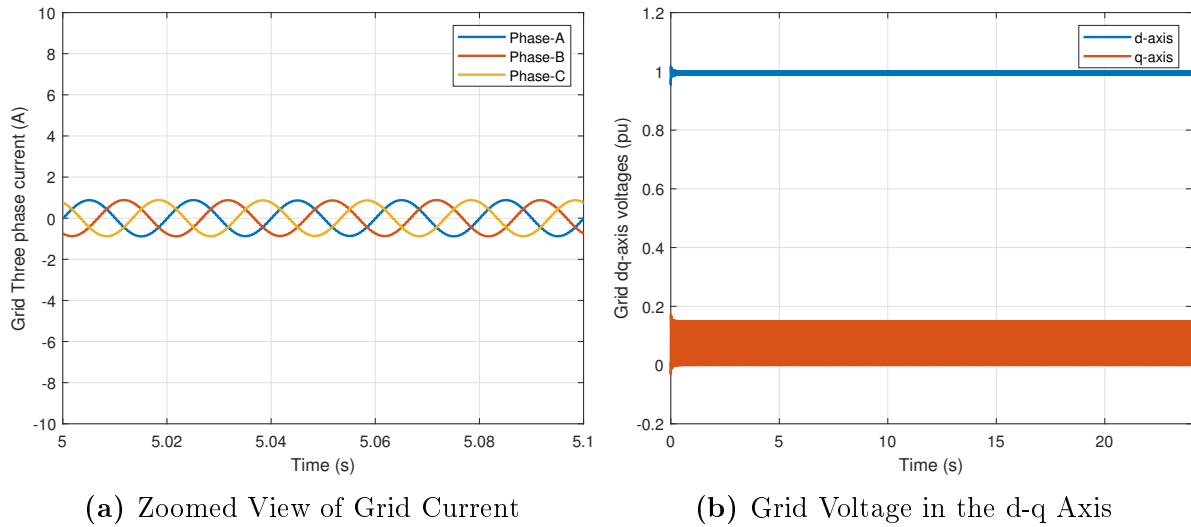 10
8
6
4
2
0
-2
-4
-6
-8
-10
Grid Three phase current (A)
Phase-A
Phase-B
Phase-C
5
5.02
5.04
5.06
5.08
5.1
Time (s)
(a) Zoomed View of Grid Current
1.2
1
0.8
0.6
0.4
0.2
0
-0.2
Grid dq-axis voltages (pu)
d-axis
q-axis
0
5
10
15
20
Time (s)
(b) Grid Voltage in the d-q Axis